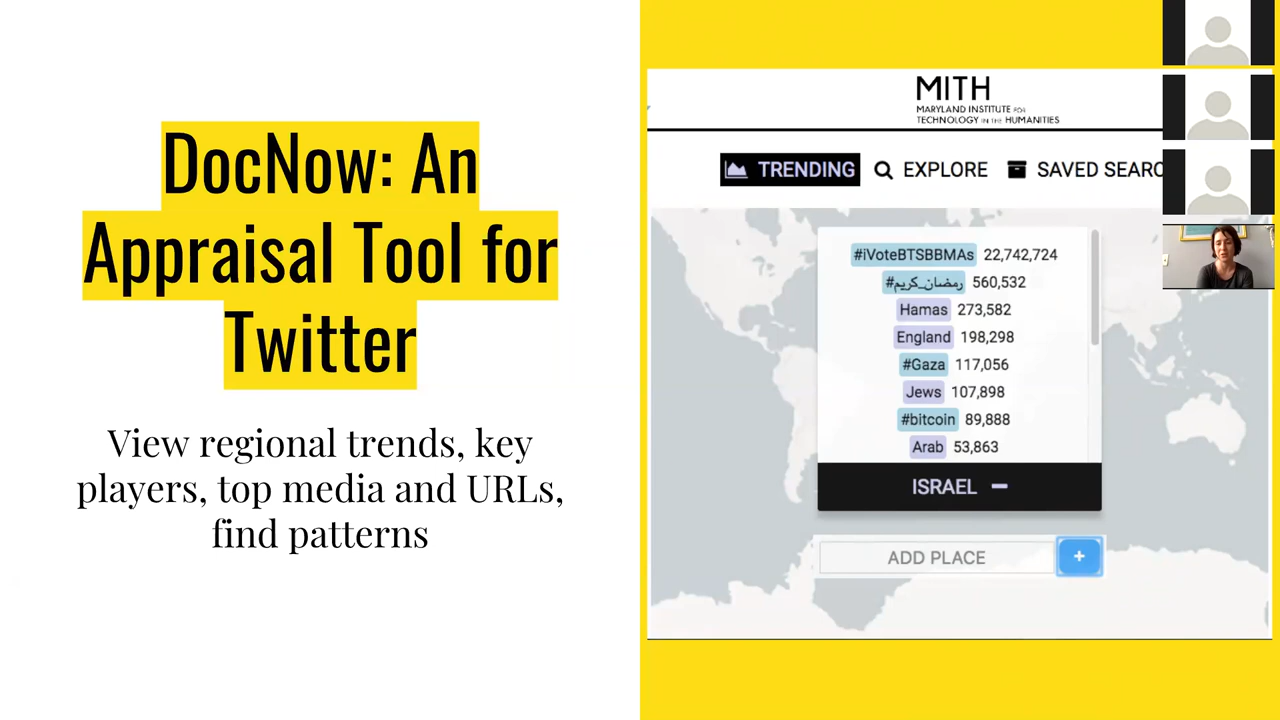 DocNow: An
Appraisal Tool for
Twitter
View regional trends, key
players, top media and URLs,
find patterns
MITH
MARYLAND INSTITUTE FOR
TECHNOLOGY IN THE HUMANITIES
TRENDING EXPLORE SAVED SEARC
#iVoteBTSBBMAs 22,742,724
#رمضان_كريم 560,532
Hamas 273,582
England 198,298
#Gaza 117,056
Jews 107,898
#bitcoin 89,888
Arab 53,863
ISRAEL
ADD PLACE
+